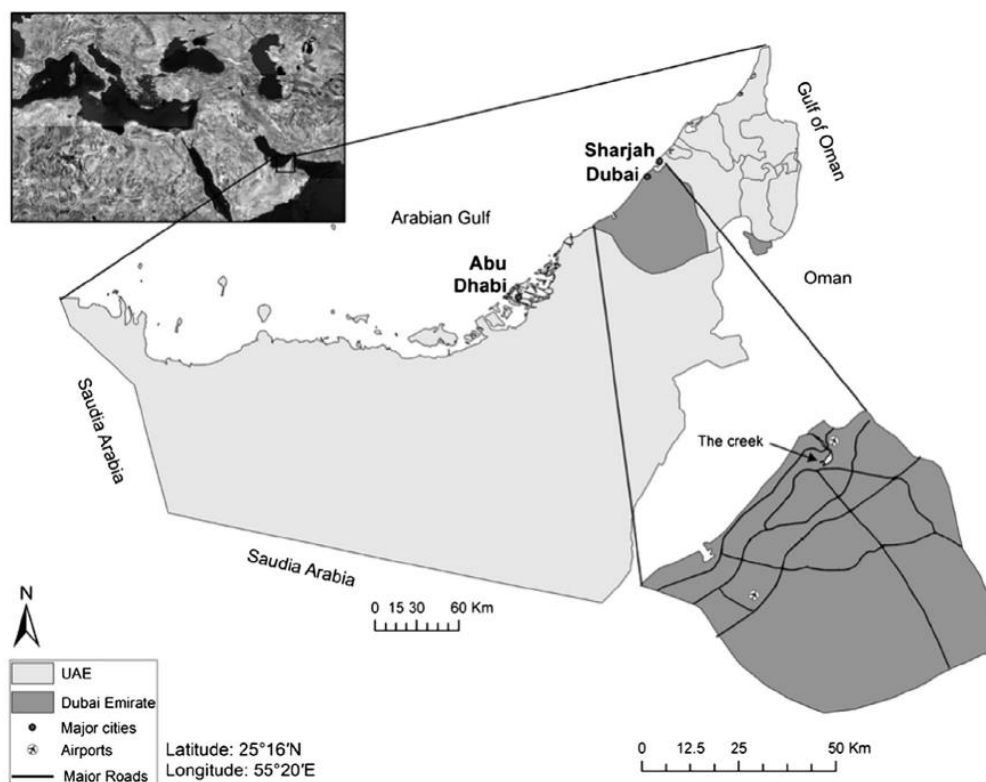 Gulf of Oman
Sharjah
Dubai
Arabian Gulf
Abu
Dhabi
Oman
Saudia Arabia
The creek
Saudia Arabia
N
0 15 30 60 Km
UAE
Dubai Emirate
Major cities
Airports
Major Roads
Latitude: 25°16'N
Longitude: 55°20'E
0 12.5 25 50 Km